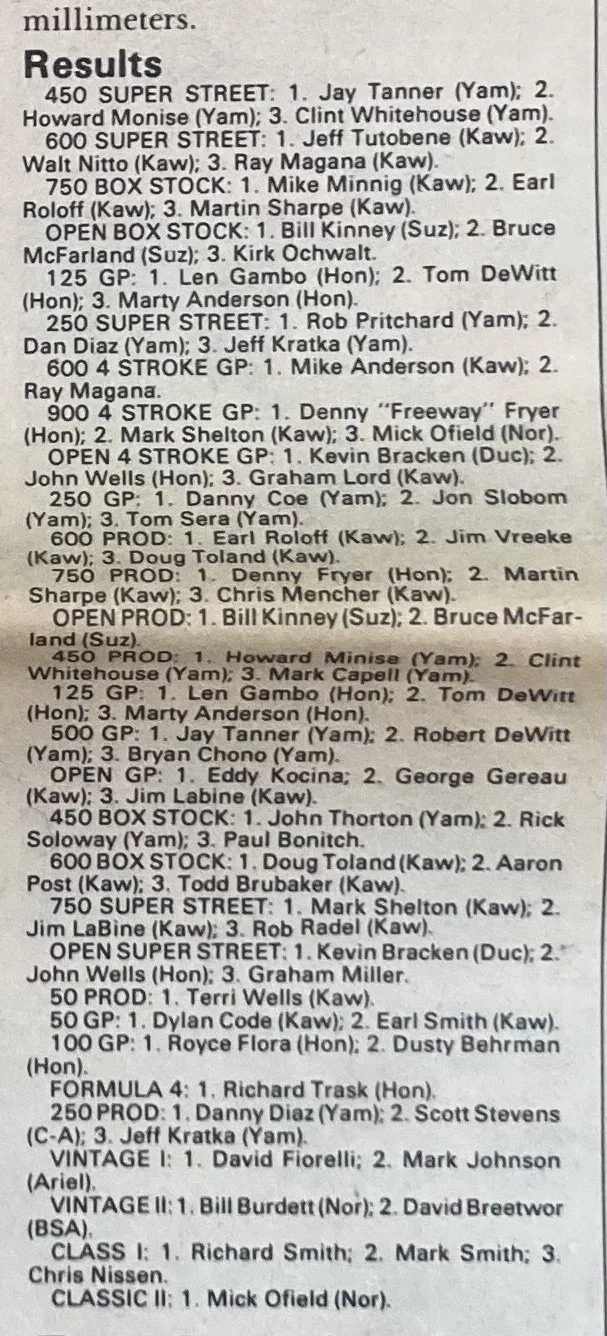 millimeters.
Results
450 SUPER STREET: 1. Jay Tanner (Yam); 2.
Howard Monise (Yam); 3. Clint Whitehouse (Yam).
600 SUPER STREET: 1. Jeff Tutobene (Kaw); 2.
Walt Nitto (Kaw); 3. Ray Magana (Kaw).
750 BOX STOCK: 1. Mike Minnig (Kaw); 2. Earl
Roloff (Kaw); 3. Martin Sharpe (Kaw).
OPEN BOX STOCK: 1. Bill Kinney (Suz); 2. Bruce
McFarland (Suz); 3. Kirk Ochwalt.
125 GP: 1. Len Gambo (Hon); 2. Tom DeWitt
(Hon); 3. Marty Anderson (Hon).
250 SUPER STREET: 1. Rob Pritchard (Yam); 2.
Dan Diaz (Yam); 3. Jeff Kratka (Yam).
600 4 STROKE GP: 1. Mike Anderson (Kaw); 2.
Ray Magana.
900 4 STROKE GP: 1. Denny "Freeway" Fryer
(Hon); 2. Mark Shelton (Kaw); 3. Mick Ofield (Nor).
OPEN 4 STROKE GP: 1. Kevin Bracken (Duc); 2.
John Wells (Hon); 3. Graham Lord (Kaw).
250 GP: 1. Danny Coe (Yam); 2. Jon Slobom
(Yam); 3. Tom Sera (Yam).
600 PROD: 1. Earl Roloff (Kaw); 2. Jim Vreeke
(Kaw); 3. Doug Toland (Kaw).
750 PROD: 1. Denny Fryer (Hon); 2. Martin
Sharpe (Kaw); 3. Chris Mencher (Kaw).
OPEN PROD: 1. Bill Kinney (Suz); 2. Bruce McFar-
land (Suz).
450 PROD: 1. Howard Minise (Yam); 2. Clint
Whitehouse (Yam); 3. Mark Capell (Yam).
125 GP: 1. Len Gambo (Hon); 2. Tom DeWitt
(Hon); 3. Marty Anderson (Hon).
500 GP: 1. Jay Tanner (Yam); 2. Robert DeWitt
(Yam); 3. Bryan Chono (Yam).
OPEN GP: 1. Eddy Kocina; 2. George Gereau
(Kaw); 3. Jim Labine (Kaw).
450 BOX STOCK: 1. John Thorton (Yam); 2. Rick
Soloway (Yam); 3. Paul Bonitch.
600 BOX STOCK: 1. Doug Toland (Kaw); 2. Aaron
Post (Kaw); 3. Todd Brubaker (Kaw).
750 SUPER STREET: 1. Mark Shelton (Kaw); 2.
Jim LaBine (Kaw); 3. Rob Radel (Kaw).
OPEN SUPER STREET: 1. Kevin Bracken (Duc); 2.
John Wells (Hon); 3. Graham Miller.
50 PROD: 1. Terri Wells (Kaw).
50 GP: 1. Dylan Code (Kaw); 2. Earl Smith (Kaw).
100 GP: 1. Royce Flora (Hon); 2. Dusty Behrman
(Hon).
FORMULA 4: 1. Richard Trask (Hon).
250 PROD: 1. Danny Diaz (Yam); 2. Scott Stevens
(C-A); 3. Jeff Kratka (Yam).
VINTAGE I: 1. David Fiorelli; 2. Mark Johnson
(Ariel).
VINTAGE II: 1. Bill Burdett (Nor); 2. David Breetwor
(BSA).
CLASS I: 1. Richard Smith; 2. Mark Smith; 3.
Chris Nissen.
CLASSIC II: 1. Mick Ofield (Nor).